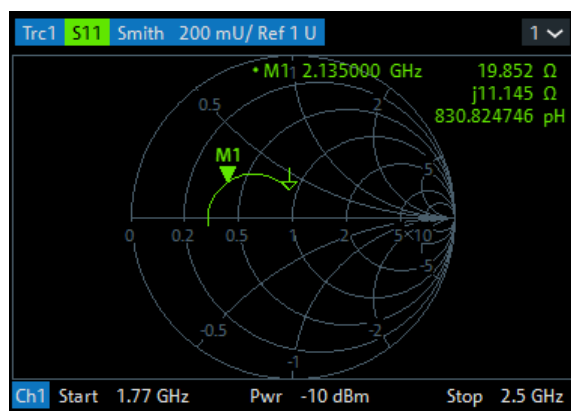 Trc1 S11 Smith 200 mU/ Ref 1 U 1
• M1 2.135000 GHz 19.852 Ω
j11.145 Ω
830.824746 pH
0.5 2
M1
5
0 0.2 0.5 1 2 5 10
-5
-0.5 -2
-1
Ch1 Start 1.77 GHz Pwr -10 dBm Stop 2.5 GHz